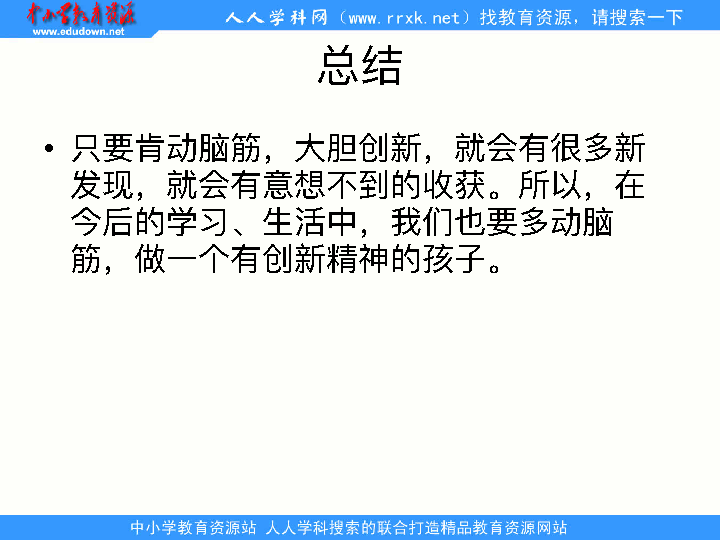 中小学教育资源
www.edudown.net
人人学科网（www.rrxk.net）找教育资源，请搜索一下
总结
• 只要肯动脑筋，大胆创新，就会有很多新
发现，就会有意想不到的收获。所以，在
今后的学习、生活中，我们也要多动脑
筋，做一个有创新精神的孩子。
中小学教育资源站 人人学科搜索的联合打造精品教育资源网站